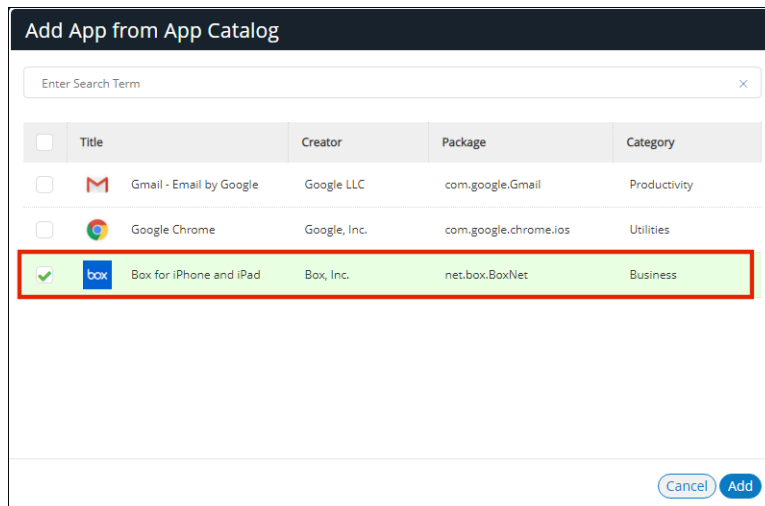 Add App from App Catalog
Enter Search Term
Title Creator Package Category
Gmail - Email by Google Google LLC com.google.Gmail Productivity
Google Chrome Google, Inc. com.google.chrome.ios Utilities
box Box for iPhone and iPad Box, Inc. net.box.BoxNet Business
Cancel Add